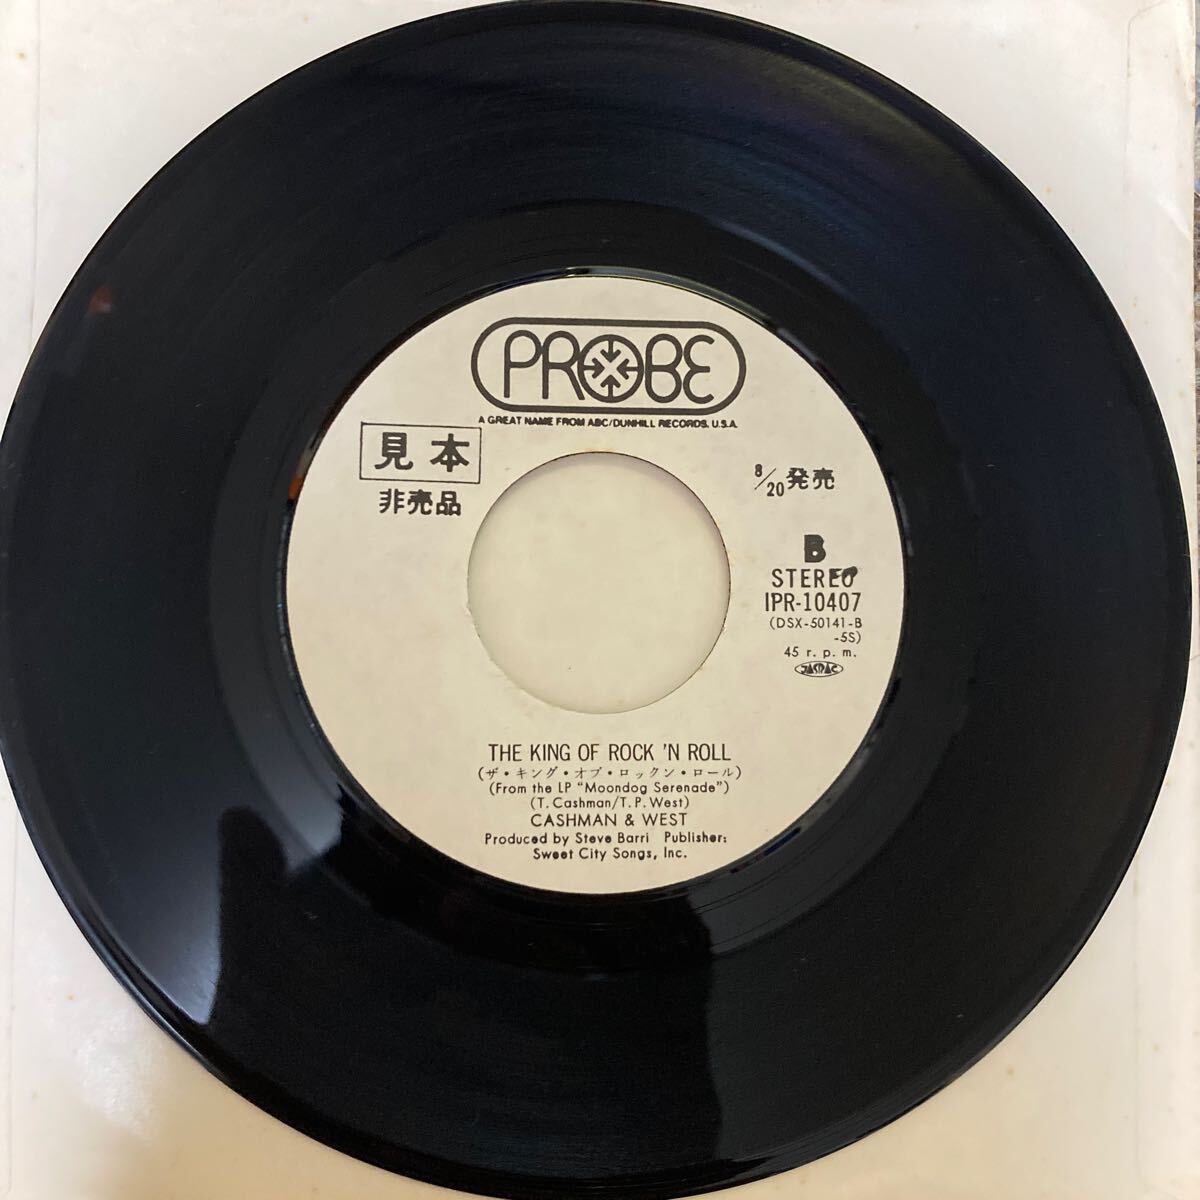 PROBE
A GREAT NAME FROM ABC/DUNHILL RECORDS, U.S.A.
見本
非売品
8/20発売
B
STEREO
IPR-10407
(DSX-50141-B
-5S)
45 r.p.m.
JASRAC
THE KING OF ROCK 'N ROLL
(ザ・キング・オブ・ロックン・ロール)
(From the LP “Moondog Serenade”)
(T. Cashman/T. P. West)
CASHMAN & WEST
Produced by Steve Barri Publisher:
Sweet City Songs, Inc.